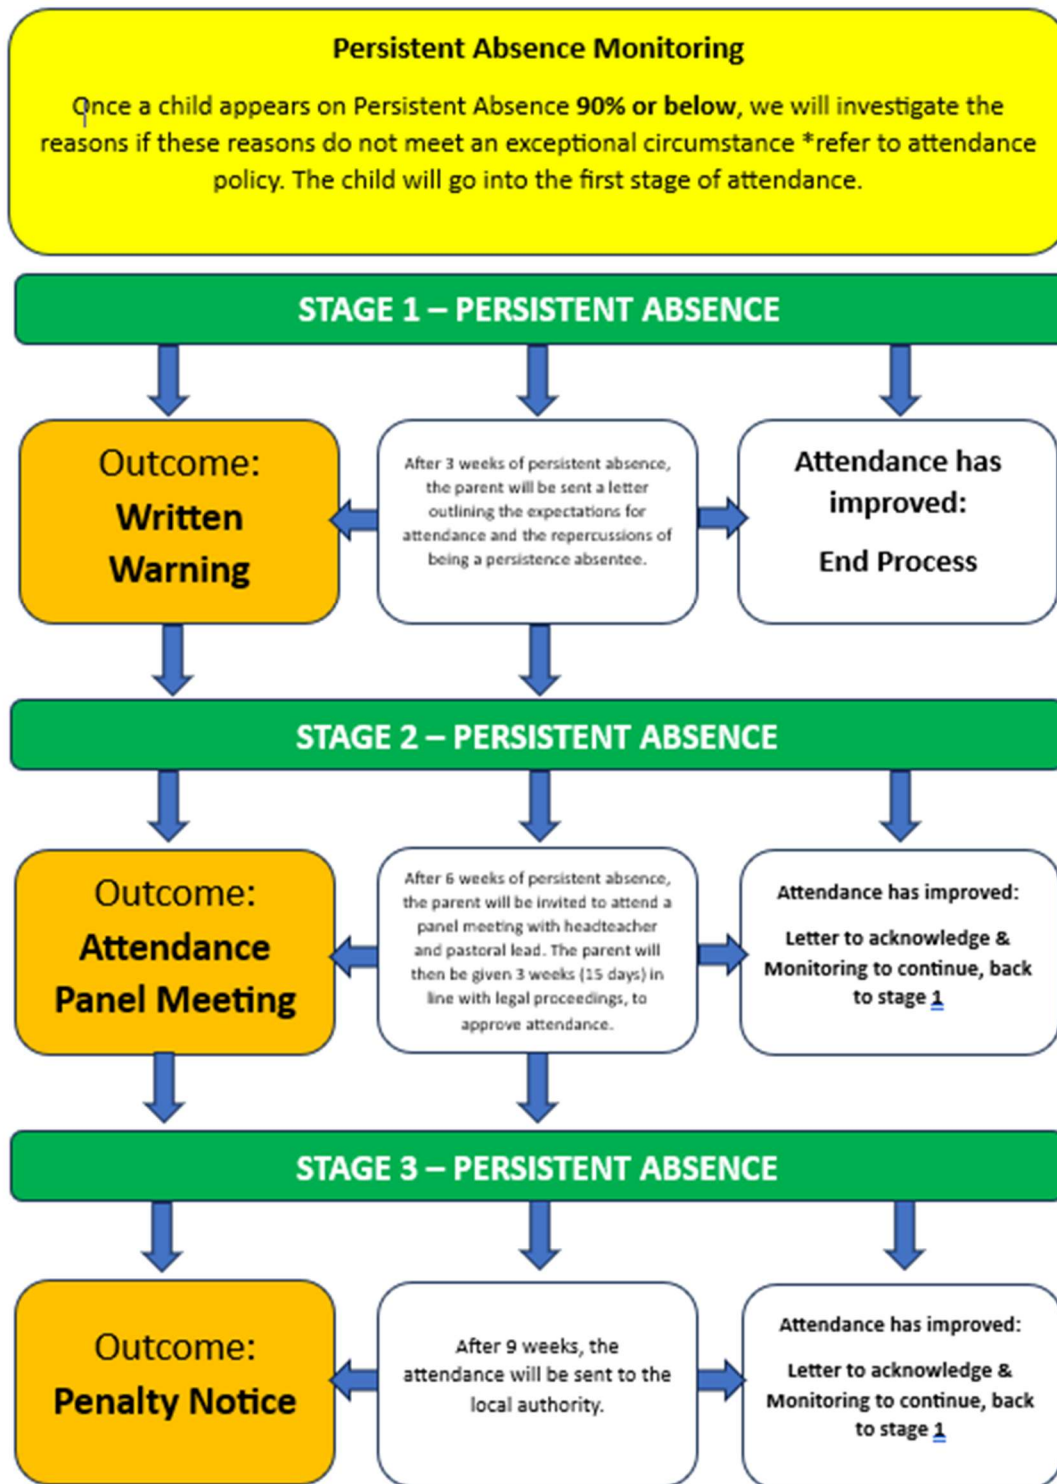 Persistent Absence Monitoring
Once a child appears on Persistent Absence 90% or below, we will investigate the
reasons if these reasons do not meet an exceptional circumstance *refer to attendance
policy. The child will go into the first stage of attendance.
STAGE 1 – PERSISTENT ABSENCE
Outcome:
Written
Warning
After 3 weeks of persistent absence,
the parent will be sent a letter
outlining the expectations for
attendance and the repercussions of
being a persistence absentee.
Attendance has
improved:
End Process
STAGE 2 – PERSISTENT ABSENCE
Outcome:
Attendance
Panel Meeting
After 6 weeks of persistent absence,
the parent will be invited to attend a
panel meeting with headteacher
and pastoral lead. The parent will
then be given 3 weeks (15 days) in
line with legal proceedings, to
approve attendance.
Attendance has improved:
Letter to acknowledge &
Monitoring to continue, back
to stage 1
STAGE 3 – PERSISTENT ABSENCE
Outcome:
Penalty Notice
After 9 weeks, the
attendance will be sent to the
local authority.
Attendance has improved:
Letter to acknowledge &
Monitoring to continue, back
to stage 1